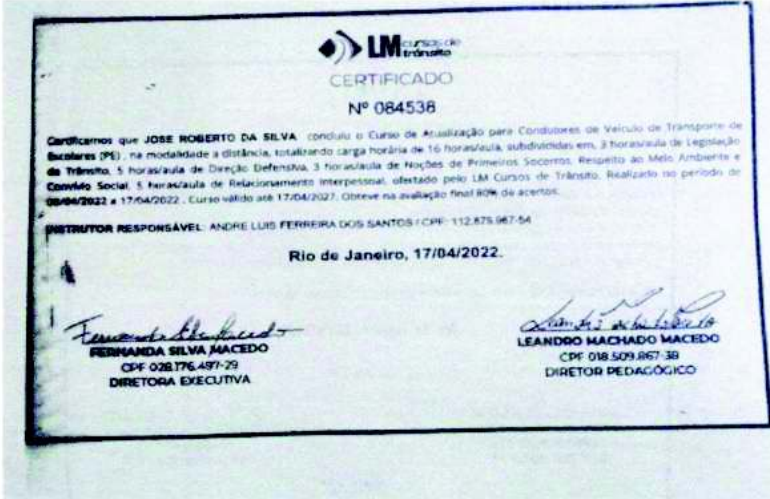 LM cursos de
trânsito
CERTIFICADO
Nº 084538
Certificamos que JOSE ROBERTO DA SILVA concluiu o Curso de Atualização para Condutores de Veículo de Transporte de
Escolares (PE), na modalidade a distância, totalizando carga horária de 16 horas/aula, subdivididas em, 3 horas/aula de Legislação
de Trânsito, 5 horas/aula de Direção Defensiva, 3 horas/aula de Noções de Primeiros Socorros, Respeito ao Meio Ambiente e
Convívio Social, 5 horas/aula de Relacionamento Interpessoal, ofertado pelo LM Cursos de Trânsito. Realizado no período de
08/04/2022 a 17/04/2022. Curso válido até 17/04/2027. Obteve na avaliação final 80% de acertos.
INSTRUTOR RESPONSÁVEL: ANDRE LUIS FERREIRA DOS SANTOS / CPF: 112.875.967-54
Rio de Janeiro, 17/04/2022.
FERNANDA SILVA MACEDO
CPF 028.176.497-29
DIRETORA EXECUTIVA
LEANDRO MACHADO MACEDO
CPF 018.509.867-38
DIRETOR PEDAGÓGICO